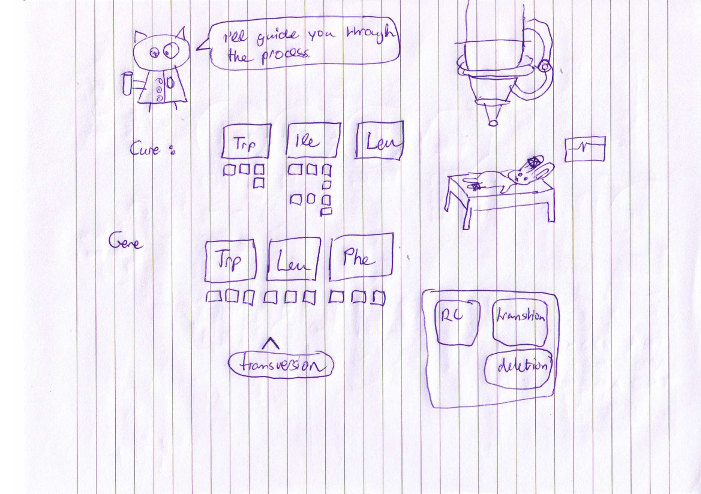 I'll guide you through
the process
Cure :
Trp
Ile
Leu
Gene
Trp
Leu
Phe
transversion
RC
transition
deletion